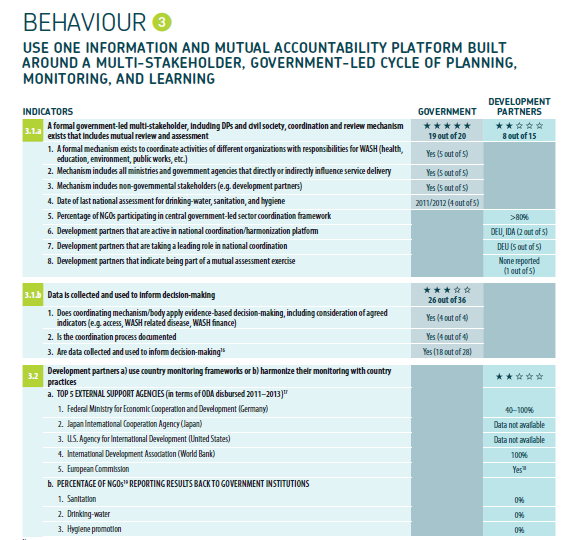 BEHAVIOUR 3
USE ONE INFORMATION AND MUTUAL ACCOUNTABILITY PLATFORM BUILT
AROUND A MULTI-STAKEHOLDER, GOVERNMENT-LED CYCLE OF PLANNING,
MONITORING, AND LEARNING
INDICATORS GOVERNMENT DEVELOPMENT PARTNERS
3.1.a A formal government-led multi-stakeholder, including DPs and civil society, coordination and review mechanism ★★★★★ ★★☆☆☆
exists that includes mutual review and assessment 19 out of 20 8 out of 15
1. A formal mechanism exists to coordinate activities of different organizations with responsibilities for WASH (health, Yes (5 out of 5)
education, environment, public works, etc.)
2. Mechanism includes all ministries and government agencies that directly or indirectly influence service delivery Yes (5 out of 5)
3. Mechanism includes non-governmental stakeholders (e.g. development partners) Yes (5 out of 5)
4. Date of last national assessment for drinking-water, sanitation, and hygiene 2011/2012 (4 out of 5)
5. Percentage of NGOs participating in central government-led sector coordination framework >80%
6. Development partners that are active in national coordination/harmonization platform DEU, IDA (2 out of 5)
7. Development partners that are taking a leading role in national coordination DEU (5 out of 5)
8. Development partners that indicate being part of a mutual assessment exercise None reported
(1 out of 5)
3.1.b Data is collected and used to inform decision-making ★★★☆☆
26 out of 36
1. Does coordinating mechanism/body apply evidence-based decision-making, including consideration of agreed Yes (4 out of 4)
indicators (e.g. access, WASH related disease, WASH finance)
2. Is the coordination process documented Yes (4 out of 4)
3. Are data collected and used to inform decision-making16 Yes (18 out of 28)
3.2 Development partners a) use country monitoring frameworks or b) harmonize their monitoring with country ★★☆☆☆
practices
a. TOP 5 EXTERNAL SUPPORT AGENCIES (in terms of ODA disbursed 2011–2013)17
1. Federal Ministry for Economic Cooperation and Development (Germany) 40–100%
2. Japan International Cooperation Agency (Japan) Data not available
3. U.S. Agency for International Development (United States) Data not available
4. International Development Association (World Bank) 100%
5. European Commission Yes18
b. PERCENTAGE OF NGOs19 REPORTING RESULTS BACK TO GOVERNMENT INSTITUTIONS
1. Sanitation 0%
2. Drinking-water 0%
3. Hygiene promotion 0%